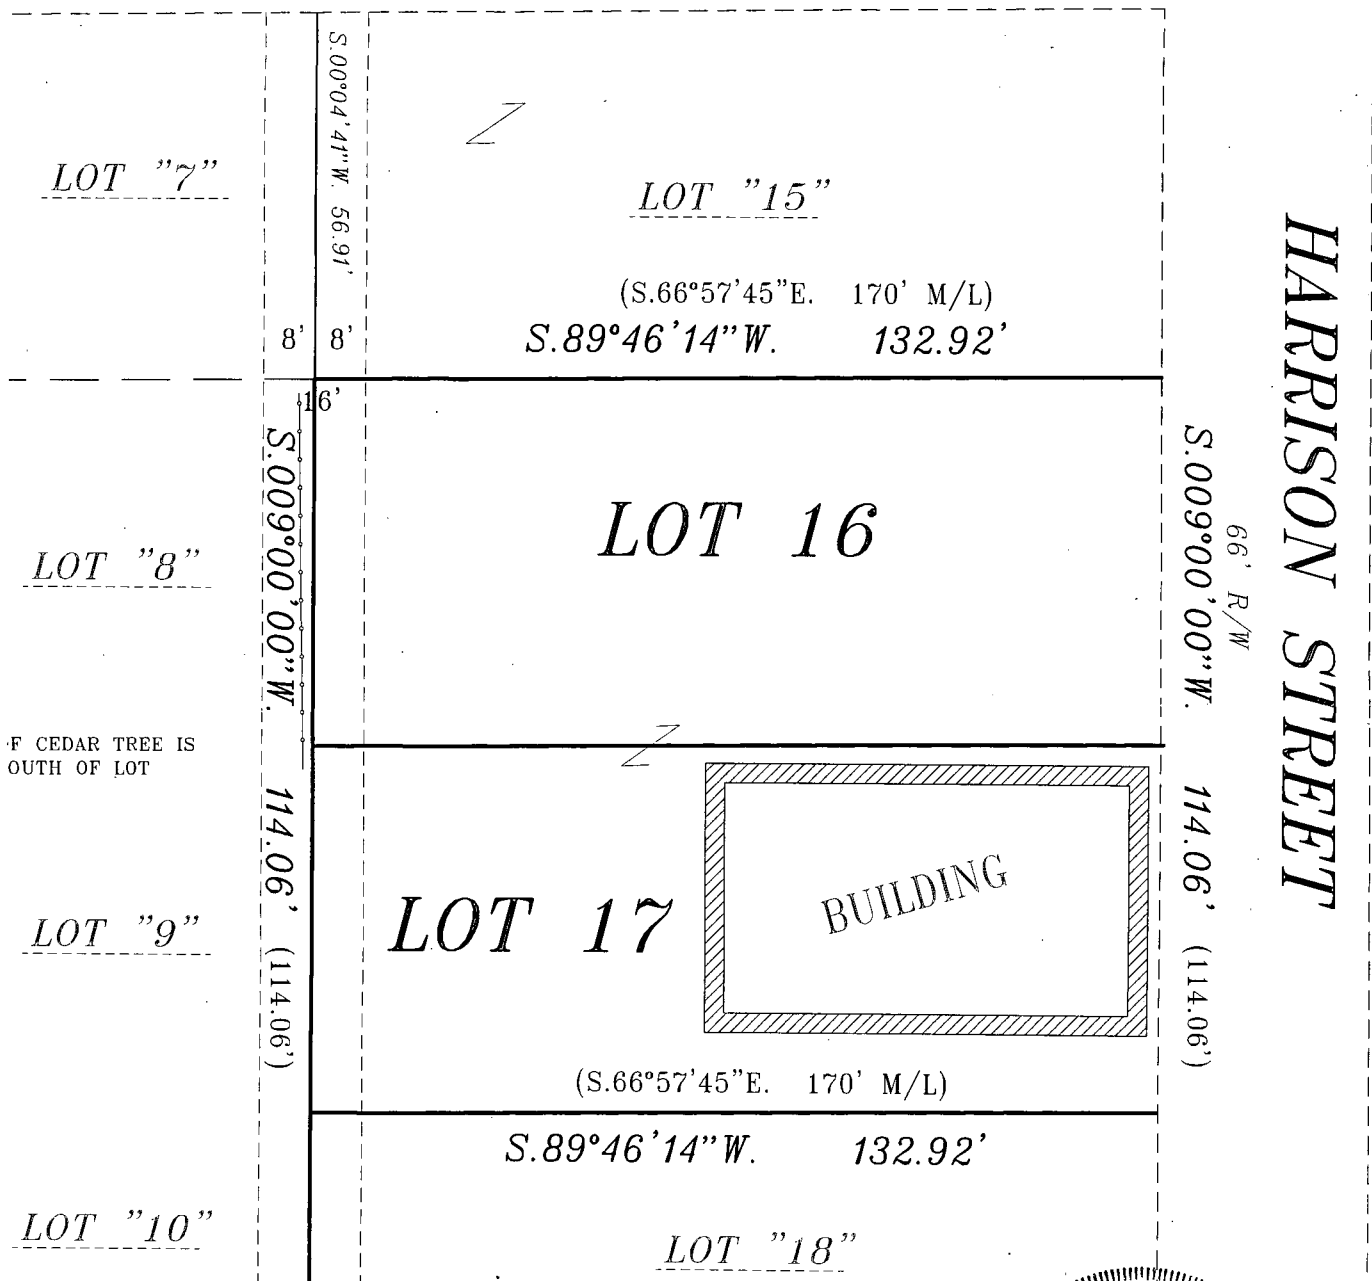 S.00°04'41"W. 56.91'
LOT "7"
LOT "15"
(S.66°57'45"E. 170' M/L)
S.89°46'14"W. 132.92'
8' 8'
16'
HARRISON STREET
66' R/W
S.009°00'00"W. 114.06' (114.06')
LOT 16
S.009°00'00"W. 114.06' (114.06')
LOT "8"
F CEDAR TREE IS
OUTH OF LOT
LOT 17
BUILDING
LOT "9"
(S.66°57'45"E. 170' M/L)
S.89°46'14"W. 132.92'
LOT "10"
LOT "18"